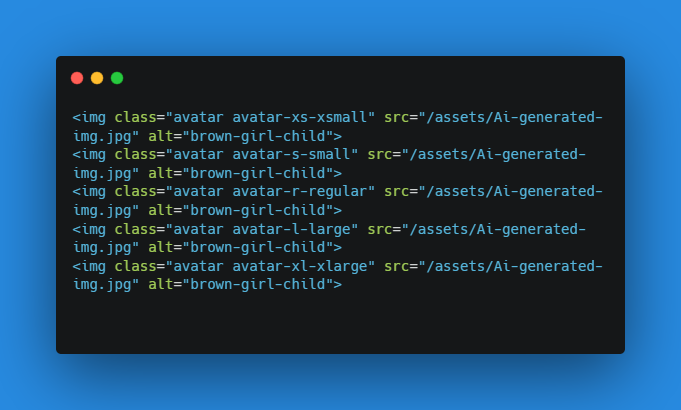 <img class="avatar avatar-xs-xsmall" src="/assets/Ai-generated-
img.jpg" alt="brown-girl-child">
<img class="avatar avatar-s-small" src="/assets/Ai-generated-
img.jpg" alt="brown-girl-child">
<img class="avatar avatar-r-regular" src="/assets/Ai-generated-
img.jpg" alt="brown-girl-child">
<img class="avatar avatar-l-large" src="/assets/Ai-generated-
img.jpg" alt="brown-girl-child">
<img class="avatar avatar-xl-xlarge" src="/assets/Ai-generated-
img.jpg" alt="brown-girl-child">